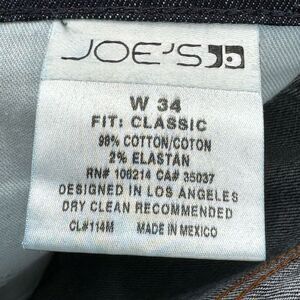 JOE'S
W 34
FIT: CLASSIC
98% COTTON/COTON
2% ELASTAN
RN# 106214 CA# 35037
DESIGNED IN LOS ANGELES
DRY CLEAN RECOMMENDED
CL#114M MADE IN MEXICO